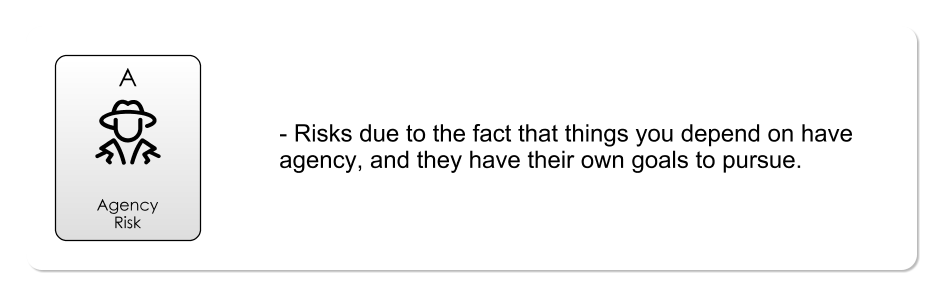 A
Agency
Risk
- Risks due to the fact that things you depend on have
agency, and they have their own goals to pursue.